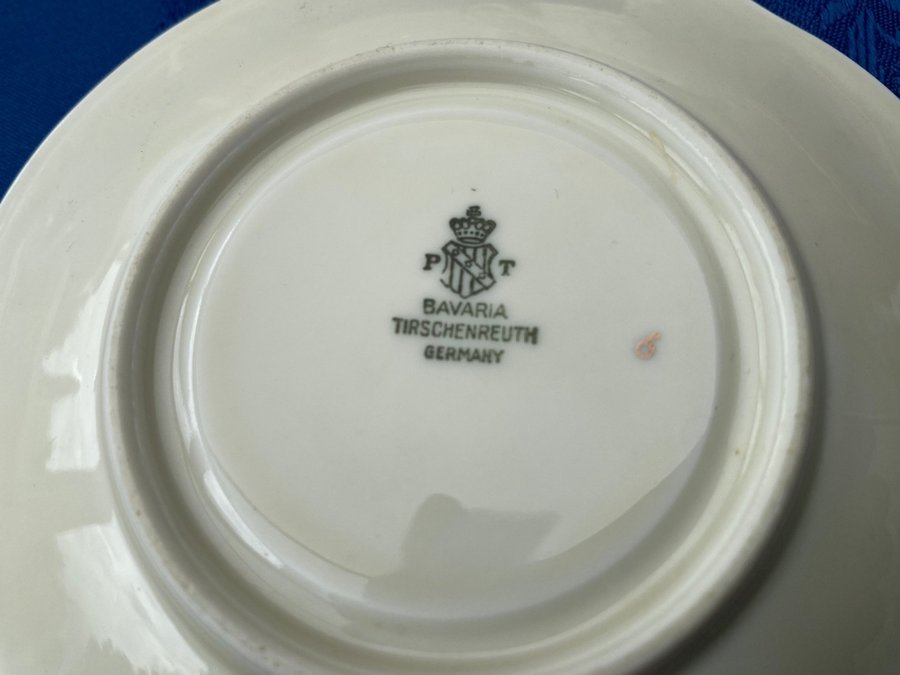 P T
BAVARIA
TIRSCHENREUTH
GERMANY